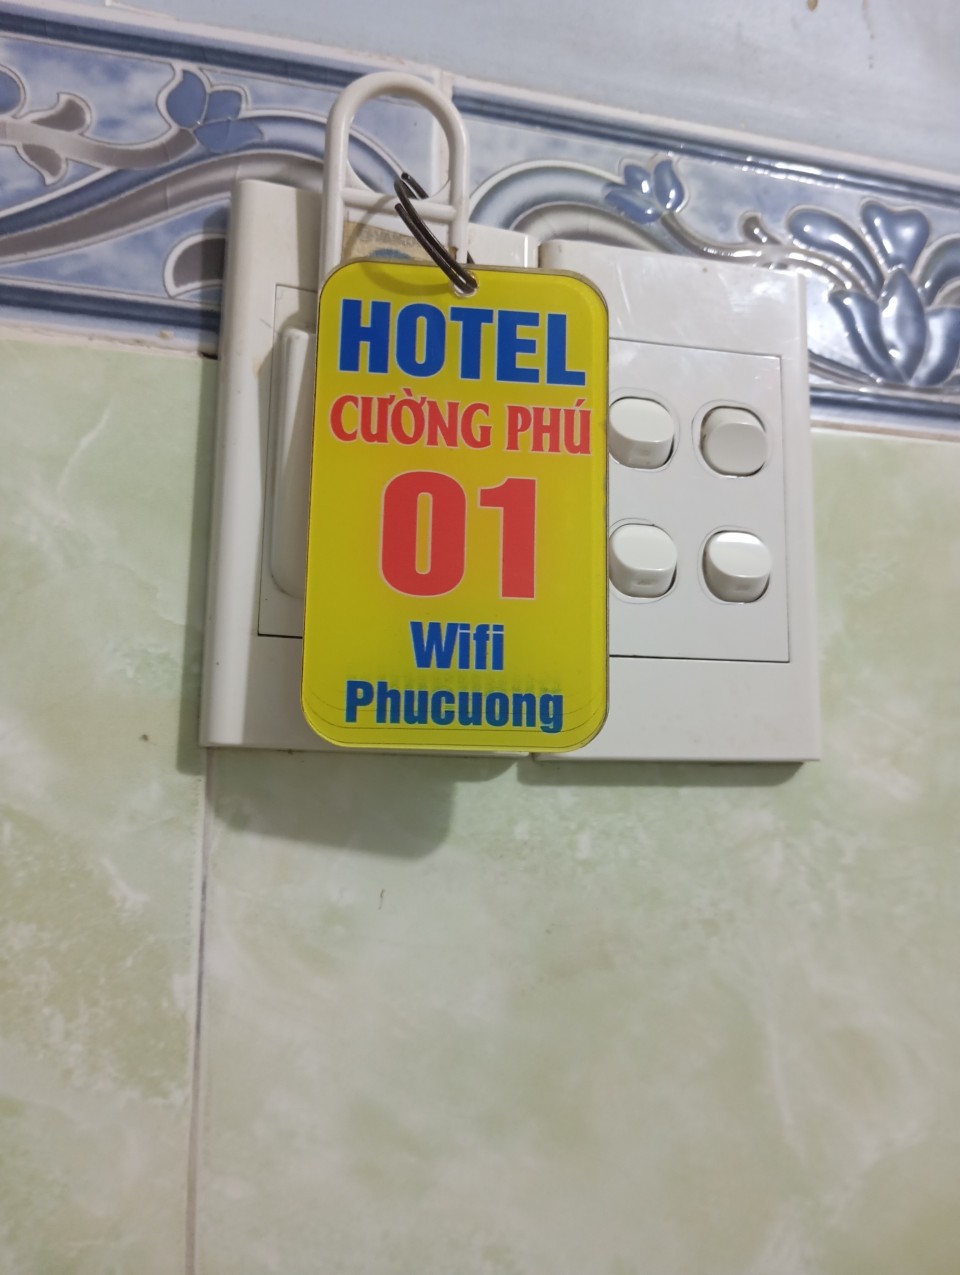 HOTEL
CƯỜNG PHÚ
01
Wifi
Phucuong